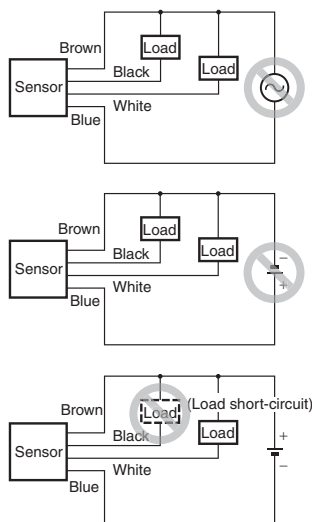 Brown
Load
Black
Load
Sensor
White
Blue
~
Brown
Load
Black
Load
Sensor
White
Blue
−
+
Brown
Load
(Load short-circuit)
Black
Load
Sensor
White
Blue
+
−